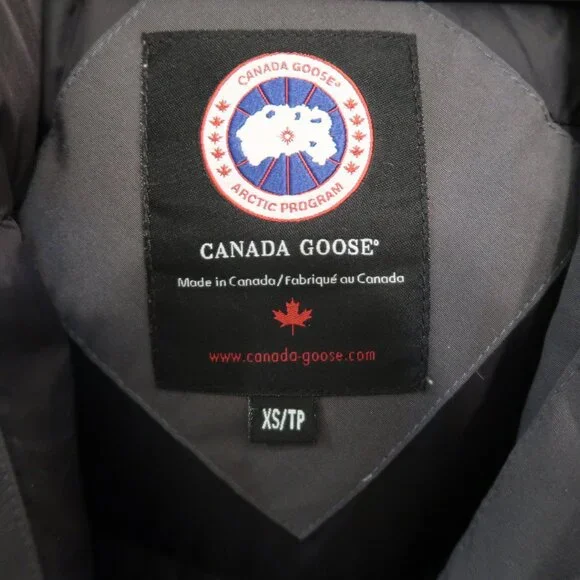 CANADA GOOSE®
ARCTIC PROGRAM
CANADA GOOSE®
Made in Canada/Fabriqué au Canada
www.canada-goose.com
XS/TP